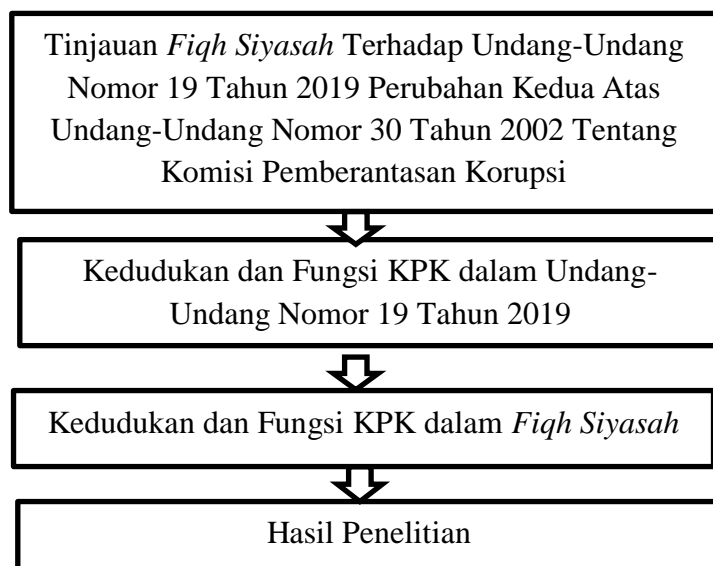 Tinjauan Fiqh Siyasah Terhadap Undang-Undang
Nomor 19 Tahun 2019 Perubahan Kedua Atas
Undang-Undang Nomor 30 Tahun 2002 Tentang
Komisi Pemberantasan Korupsi
Kedudukan dan Fungsi KPK dalam Undang-
Undang Nomor 19 Tahun 2019
Kedudukan dan Fungsi KPK dalam Fiqh Siyasah
Hasil Penelitian